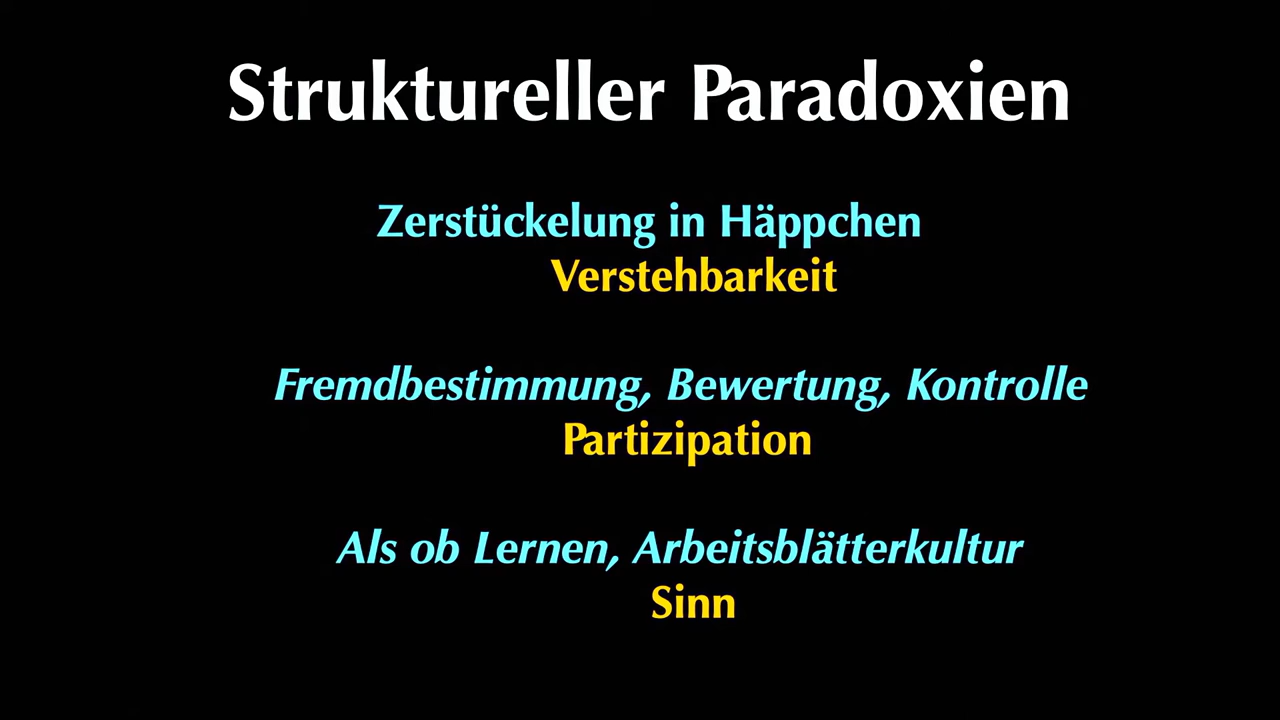 Struktureller Paradoxien
Zerstückelung in Häppchen
Verstehbarkeit
Fremdbestimmung, Bewertung, Kontrolle
Partizipation
Als ob Lernen, Arbeitsblätterkultur
Sinn